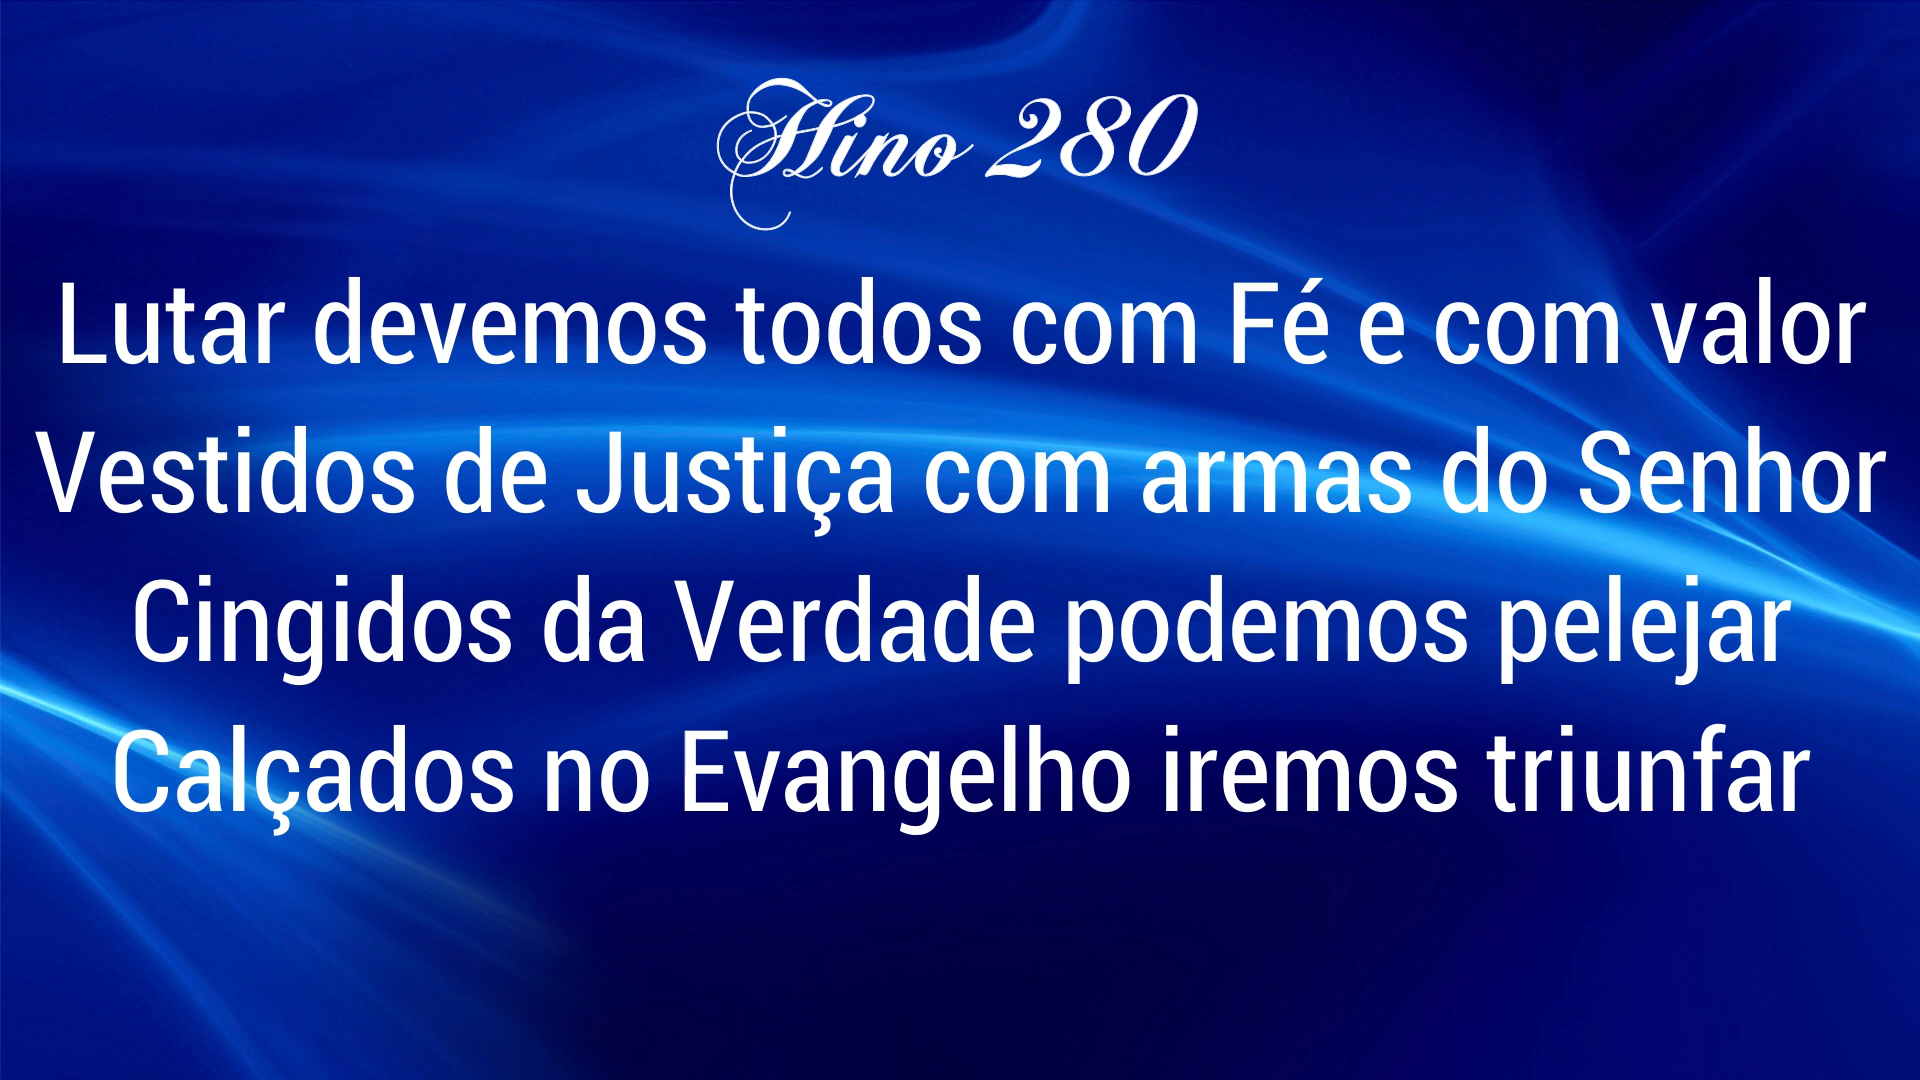 Hino 280
Lutar devemos todos com Fé e com valor
Vestidos de Justiça com armas do Senhor
Cingidos da Verdade podemos pelejar
Calçados no Evangelho iremos triunfar